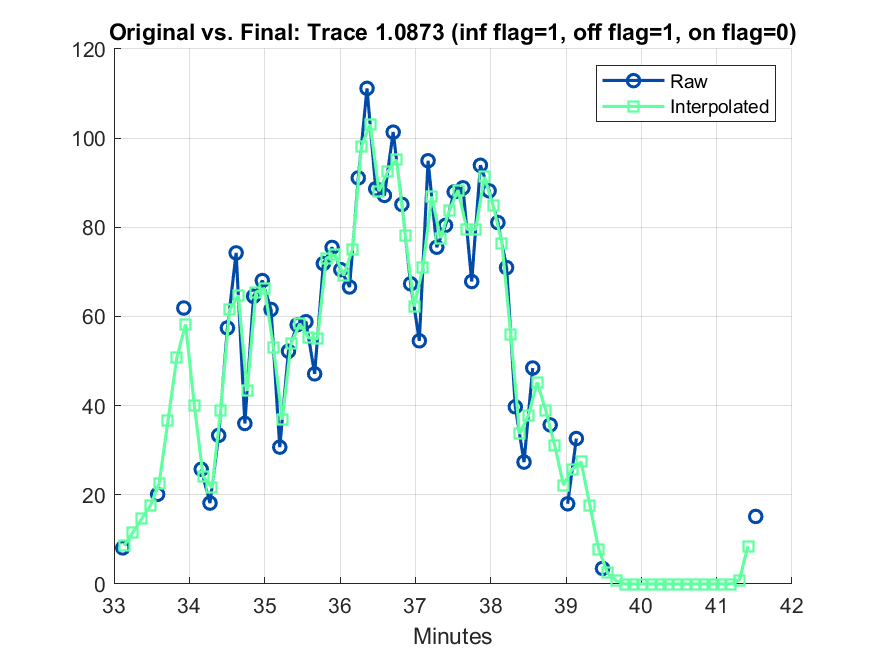 Original vs. Final: Trace 1.0873 (inf flag=1, off flag=1, on flag=0)
120
100
80
60
40
20
0
Raw
Interpolated
33 34 35 36 37 38 39 40 41 42
Minutes